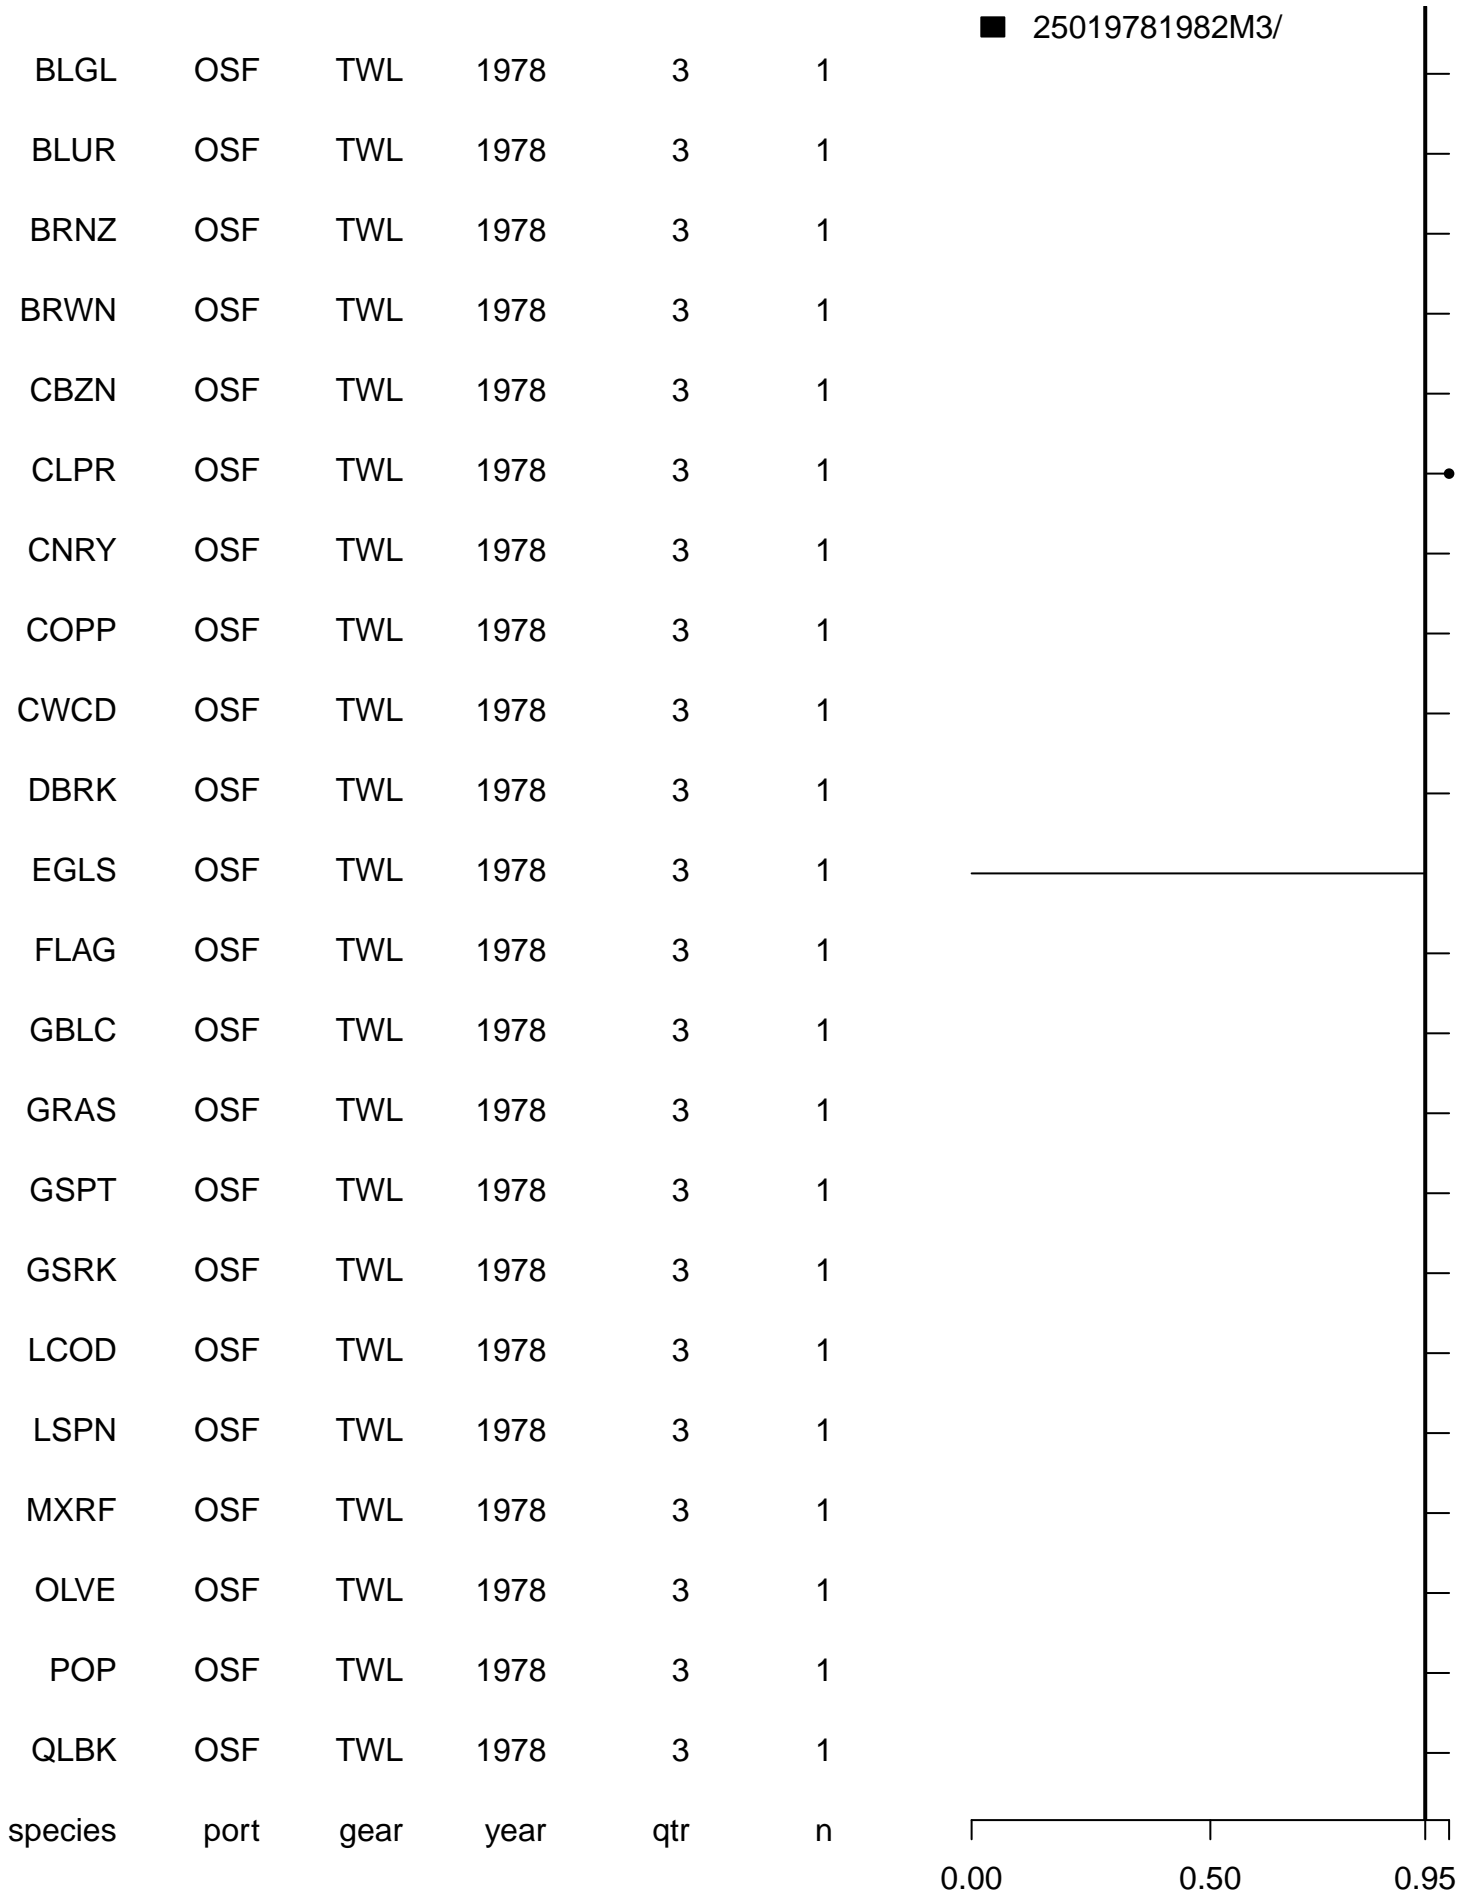 25019781982M3/
BLGL OSF TWL 1978 3 1
BLUR OSF TWL 1978 3 1
BRNZ OSF TWL 1978 3 1
BRWN OSF TWL 1978 3 1
CBZN OSF TWL 1978 3 1
CLPR OSF TWL 1978 3 1
CNRY OSF TWL 1978 3 1
COPP OSF TWL 1978 3 1
CWCD OSF TWL 1978 3 1
DBRK OSF TWL 1978 3 1
EGLS OSF TWL 1978 3 1
FLAG OSF TWL 1978 3 1
GBLC OSF TWL 1978 3 1
GRAS OSF TWL 1978 3 1
GSPT OSF TWL 1978 3 1
GSRK OSF TWL 1978 3 1
LCOD OSF TWL 1978 3 1
LSPN OSF TWL 1978 3 1
MXRF OSF TWL 1978 3 1
OLVE OSF TWL 1978 3 1
POP OSF TWL 1978 3 1
QLBK OSF TWL 1978 3 1
species port gear year qtr n
0.00 0.50 0.95